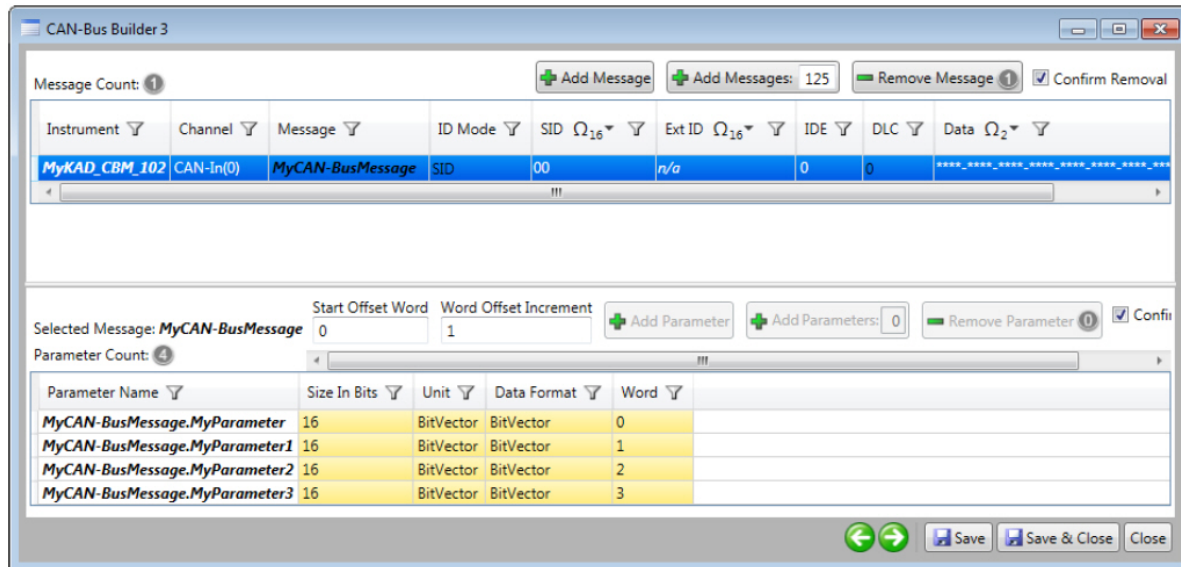 CAN-Bus Builder 3
Message Count: 1 Add Message Add Messages: 125 Remove Message 1 Confirm Removal
Instrument Channel Message ID Mode SID Ω16 Ext ID Ω16 IDE DLC Data Ω2
MyKAD_CBM_102 CAN-In(0) MyCAN-BusMessage SID 00 n/a 0 0 ****_****_****_****_****_****_****_***
Start Offset Word Word Offset Increment
Selected Message: MyCAN-BusMessage 0 1 Add Parameter Add Parameters: 0 Remove Parameter 0 Confi
Parameter Count: 4
Parameter Name Size In Bits Unit Data Format Word
MyCAN-BusMessage.MyParameter 16 BitVector BitVector 0
MyCAN-BusMessage.MyParameter1 16 BitVector BitVector 1
MyCAN-BusMessage.MyParameter2 16 BitVector BitVector 2
MyCAN-BusMessage.MyParameter3 16 BitVector BitVector 3
Save Save & Close Close